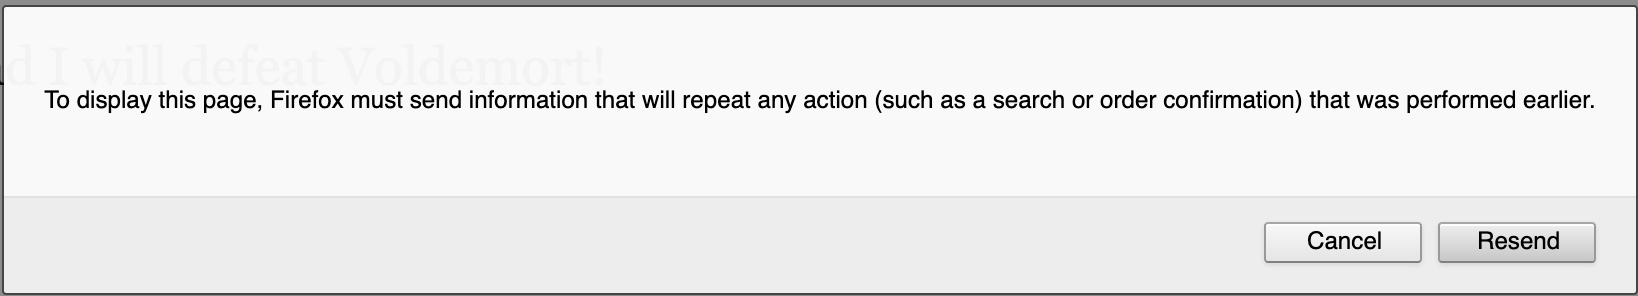 d I will defeat Voldemort!
To display this page, Firefox must send information that will repeat any action (such as a search or order confirmation) that was performed earlier.
Cancel Resend